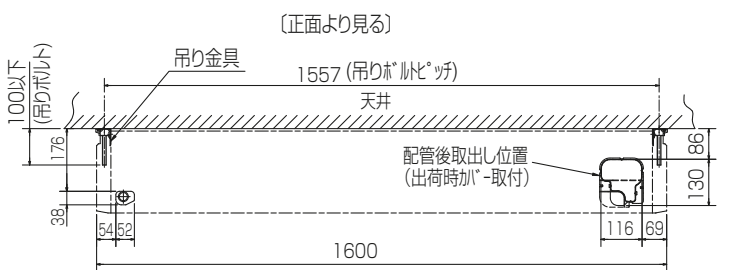 〔正面より見る〕
100以下
(吊りボルト)
吊り金具
1557 (吊りボルトピッチ)
天井
176
38
配管後取出し位置
(出荷時カバー取付)
86
130
54
52
116
69
1600